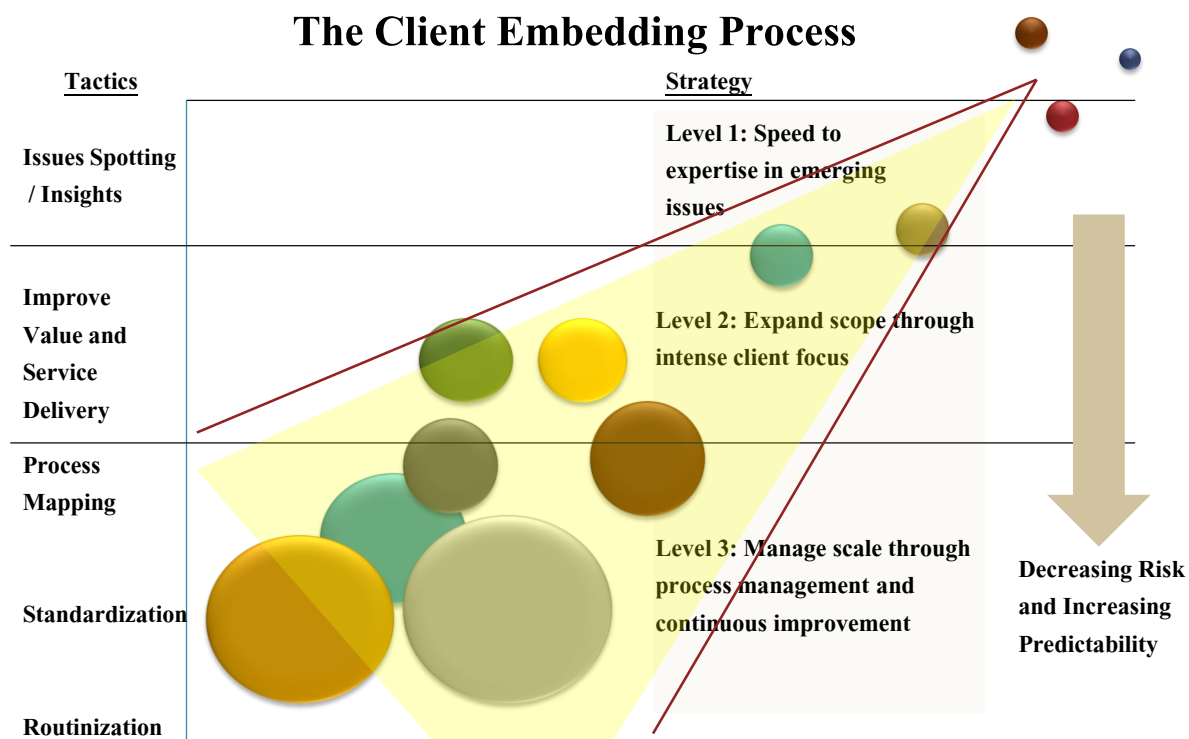 The Client Embedding Process
Tactics
Strategy
Issues Spotting
/ Insights
Level 1: Speed to
expertise in emerging
issues
Improve
Value and
Service
Delivery
Level 2: Expand scope through
intense client focus
Process
Mapping
Standardization
Routinization
Level 3: Manage scale through
process management and
continuous improvement
Decreasing Risk
and Increasing
Predictability